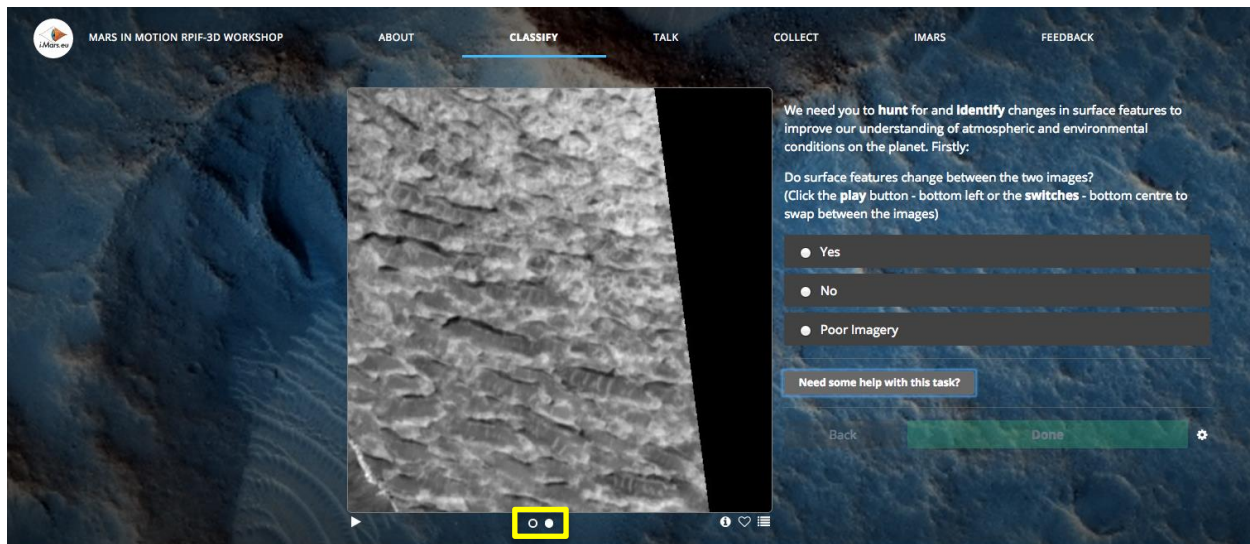 iMars.eu
MARS IN MOTION RPIF-3D WORKSHOP
ABOUT
CLASSIFY
TALK
COLLECT
IMARS
FEEDBACK
We need you to hunt for and identify changes in surface features to
improve our understanding of atmospheric and environmental
conditions on the planet. Firstly:
Do surface features change between the two images?
(Click the play button - bottom left or the switches - bottom centre to
swap between the images)
Yes
No
Poor Imagery
Need some help with this task?
Back
Done